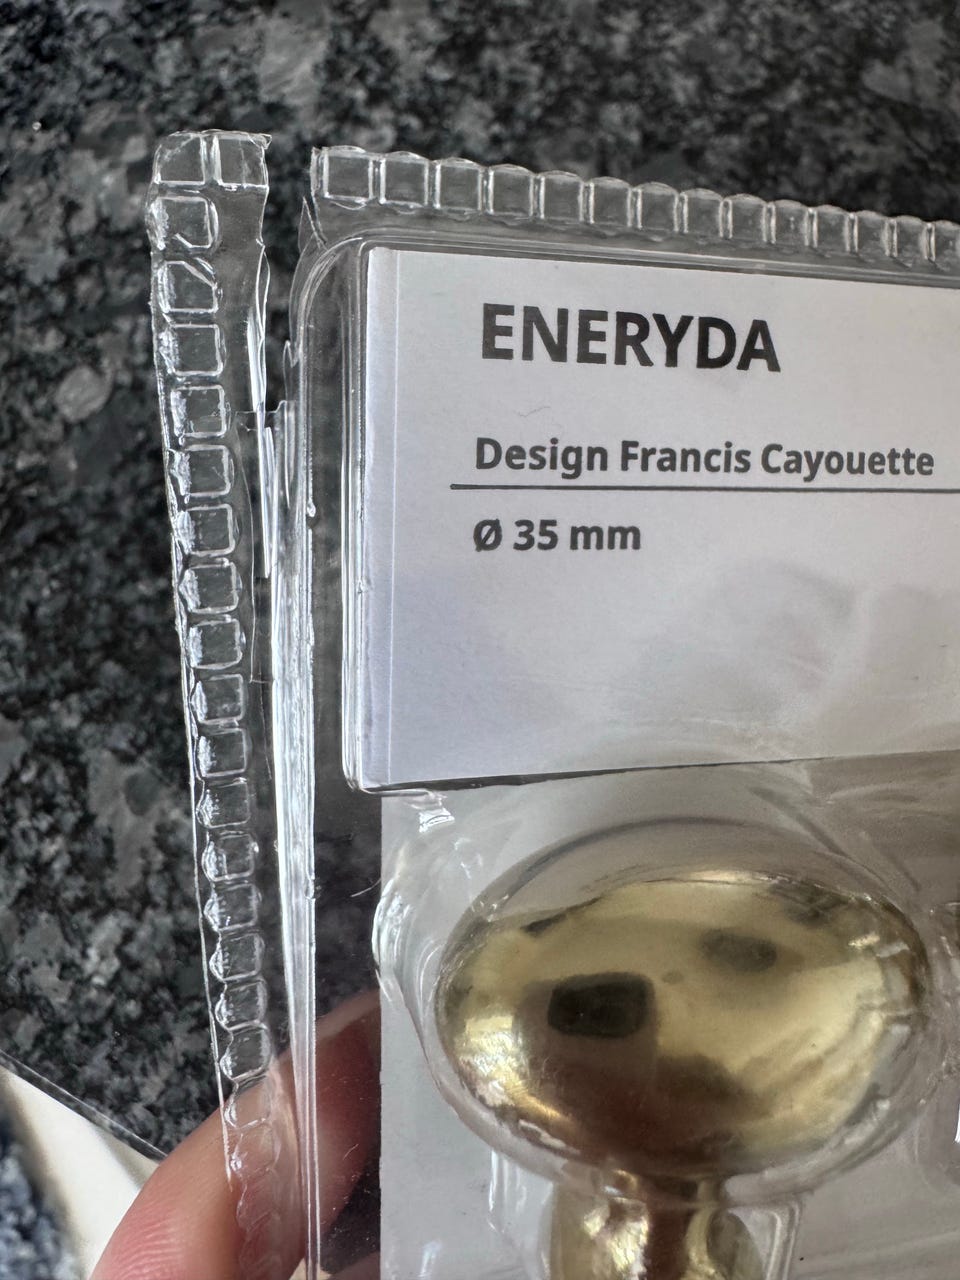 ENERYDA
Design Francis Cayouette
Ø 35 mm